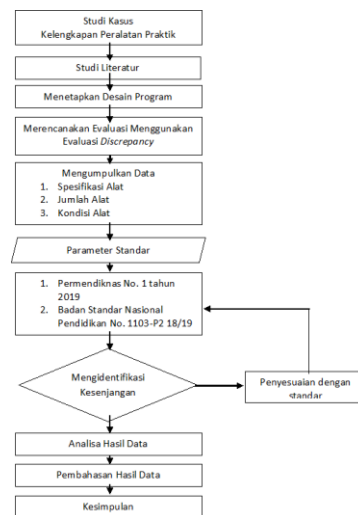 Studi Kasus
Kelengkapan Peralatan Praktik
Studi Literatur
Menetapkan Desain Program
Merencanakan Evaluasi Menggunakan
Evaluasi Discrepancy
Mengumpulkan Data
1. Spesifikasi Alat
2. Jumlah Alat
3. Kondisi Alat
Parameter Standar
1. Permendiknas No. 1 tahun
2019
2. Badan Standar Nasional
Pendidikan No. 1103-P2 18/19
Mengidentifikasi
Kesenjangan
Penyesuaian dengan
standar
Analisa Hasil Data
Pembahasan Hasil Data
Kesimpulan